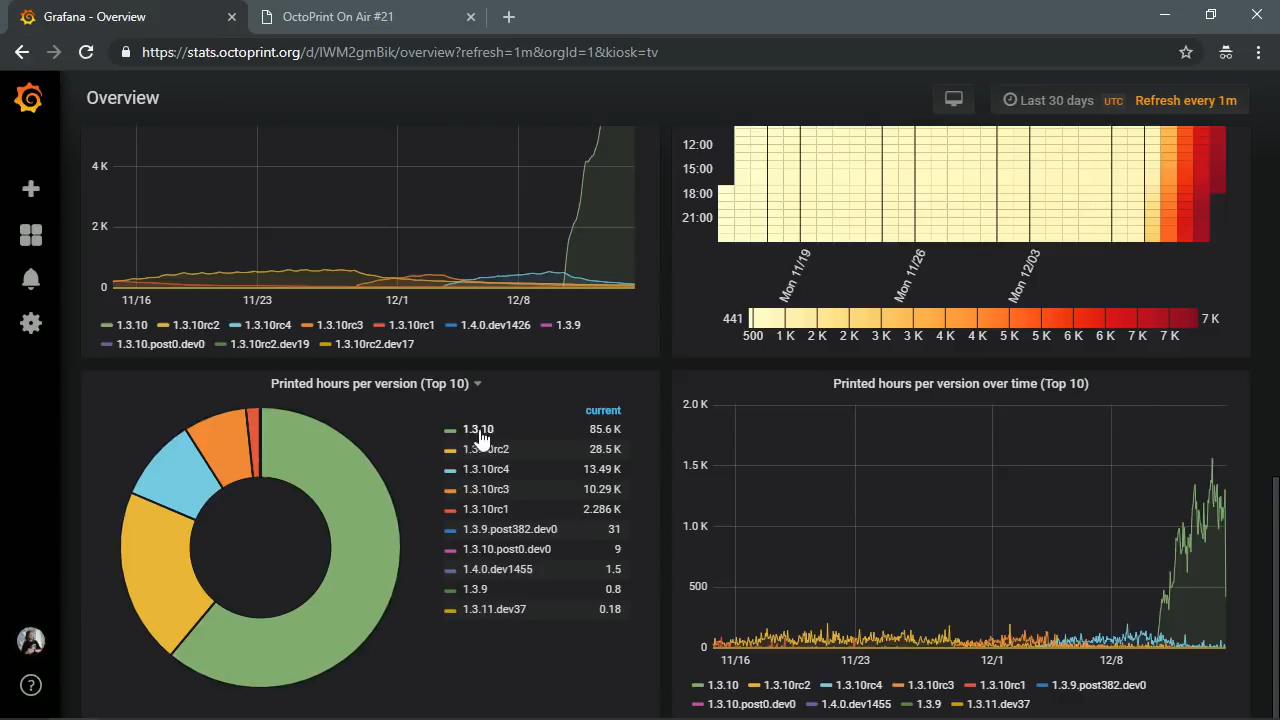 Grafana - Overview
OctoPrint On Air #21
https://stats.octoprint.org/d/IWM2gmBik/overview?refresh=1m&orgId=1&kiosk=tv
Overview
Last 30 days UTC Refresh every 1m
4 K
2 K
0
11/16 11/23 12/1 12/8
1.3.10 1.3.10rc2 1.3.10rc4 1.3.10rc3 1.3.10rc1 1.4.0.dev1426 1.3.9
1.3.10.post0.dev0 1.3.10rc2.dev19 1.3.10rc2.dev17
12:00
15:00
18:00
21:00
Mon 11/19 Mon 11/26 Mon 12/03
441 7 K
500 1 K 2 K 2 K 3 K 3 K 4 K 4 K 5 K 5 K 6 K 6 K 7 K 7 K
Printed hours per version (Top 10)
current
1.3.10 85.6 K
28.5 K
1.3.10rc4 13.49 K
1.3.10rc3 10.29 K
1.3.10rc1 2.286 K
1.3.9.post382.dev0 31
1.3.10.post0.dev0 9
1.4.0.dev1455 1.5
1.3.9 0.8
1.3.11.dev37 0.18
Printed hours per version over time (Top 10)
2.0 K
1.5 K
1.0 K
500
0
11/16 11/23 12/1 12/8
1.3.10 1.3.10rc2 1.3.10rc4 1.3.10rc3 1.3.10rc1 1.3.9.post382.dev0
1.3.10.post0.dev0 1.4.0.dev1455 1.3.9 1.3.11.dev37